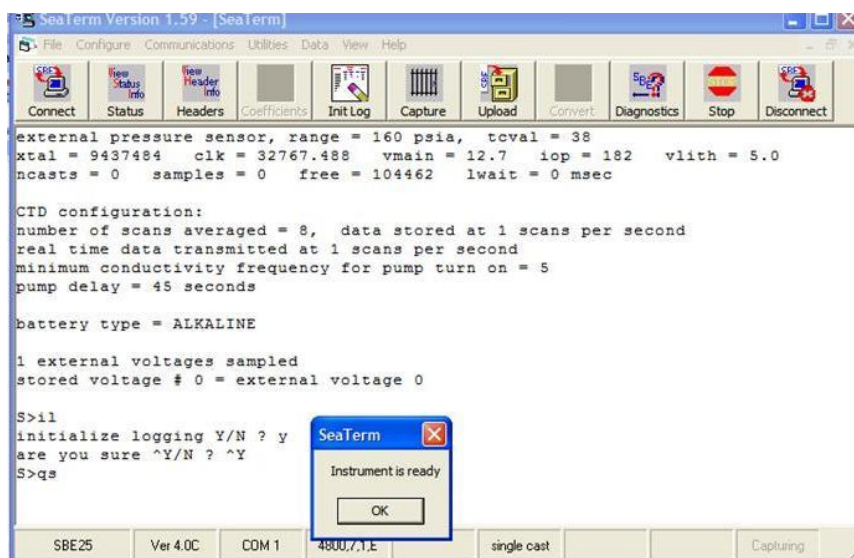 SeaTerm Version 1.59 - [SeaTerm]
File Configure Communications Utilities Data View Help
Connect Status Headers Coefficients Init Log Capture Upload Convert Diagnostics Stop Disconnect
external pressure sensor, range = 160 psia, tcval = 38
xtal = 9437484 clk = 32767.488 vmain = 12.7 iop = 182 vlith = 5.0
ncasts = 0 samples = 0 free = 104462 lwait = 0 msec
CTD configuration:
number of scans averaged = 8, data stored at 1 scans per second
real time data transmitted at 1 scans per second
minimum conductivity frequency for pump turn on = 5
pump delay = 45 seconds
battery type = ALKALINE
1 external voltages sampled
stored voltage # 0 = external voltage 0
S>il
initialize logging Y/N ? y
are you sure ^Y/N ? ^Y
S>qs
SeaTerm
Instrument is ready
OK
SBE25 Ver 4.0C COM 1 4800,7,1,E single cast Capturing